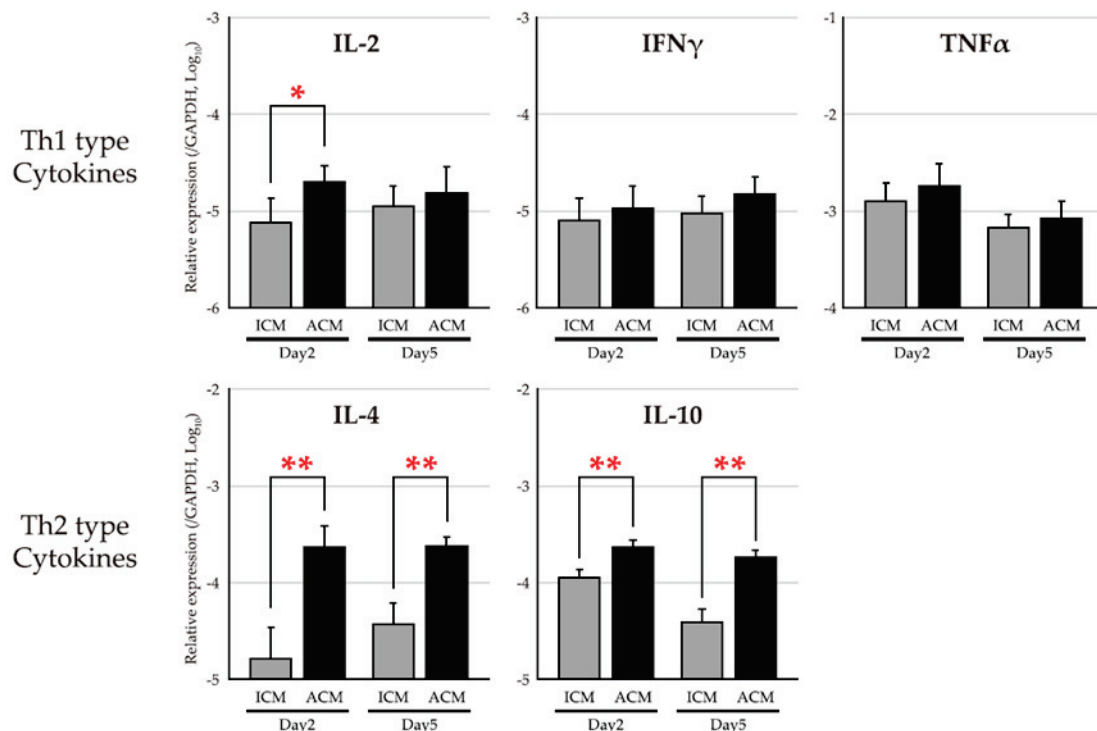 Th1 type
Cytokines
Relative expression (/GAPDH, Log₁₀)
IL-2
-3
-4
-5
-6
*
ICM ACM ICM ACM
Day2 Day5
IFNγ
-3
-4
-5
-6
ICM ACM ICM ACM
Day2 Day5
TNFα
-1
-2
-3
-4
ICM ACM ICM ACM
Day2 Day5
Th2 type
Cytokines
Relative expression (/GAPDH, Log₁₀)
IL-4
-2
-3
-4
-5
** **
ICM ACM ICM ACM
Day2 Day5
IL-10
-2
-3
-4
-5
** **
ICM ACM ICM ACM
Day2 Day5